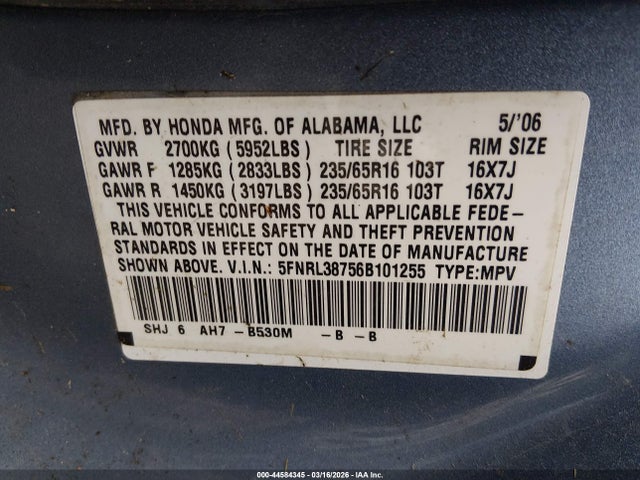 MFD. BY HONDA MFG. OF ALABAMA, LLC 5/'06
GVWR 2700KG (5952LBS) TIRE SIZE RIM SIZE
GAWR F 1285KG (2833LBS) 235/65R16 103T 16X7J
GAWR R 1450KG (3197LBS) 235/65R16 103T 16X7J
THIS VEHICLE CONFORMS TO ALL APPLICABLE FEDE-
RAL MOTOR VEHICLE SAFETY AND THEFT PREVENTION
STANDARDS IN EFFECT ON THE DATE OF MANUFACTURE
SHOWN ABOVE. V.I.N.: 5FNRL38756B101255 TYPE:MPV
SHJ 6 AH7 -B530M -B -B
000-44584345 - 03/16/2026 - IAA Inc.